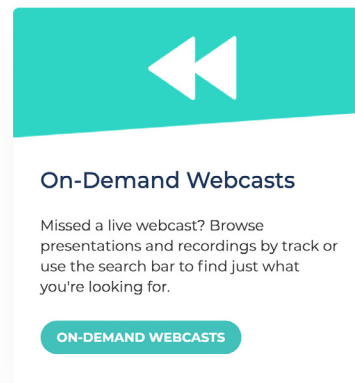 On-Demand Webcasts
Missed a live webcast? Browse
presentations and recordings by track or
use the search bar to find just what
you're looking for.
ON-DEMAND WEBCASTS